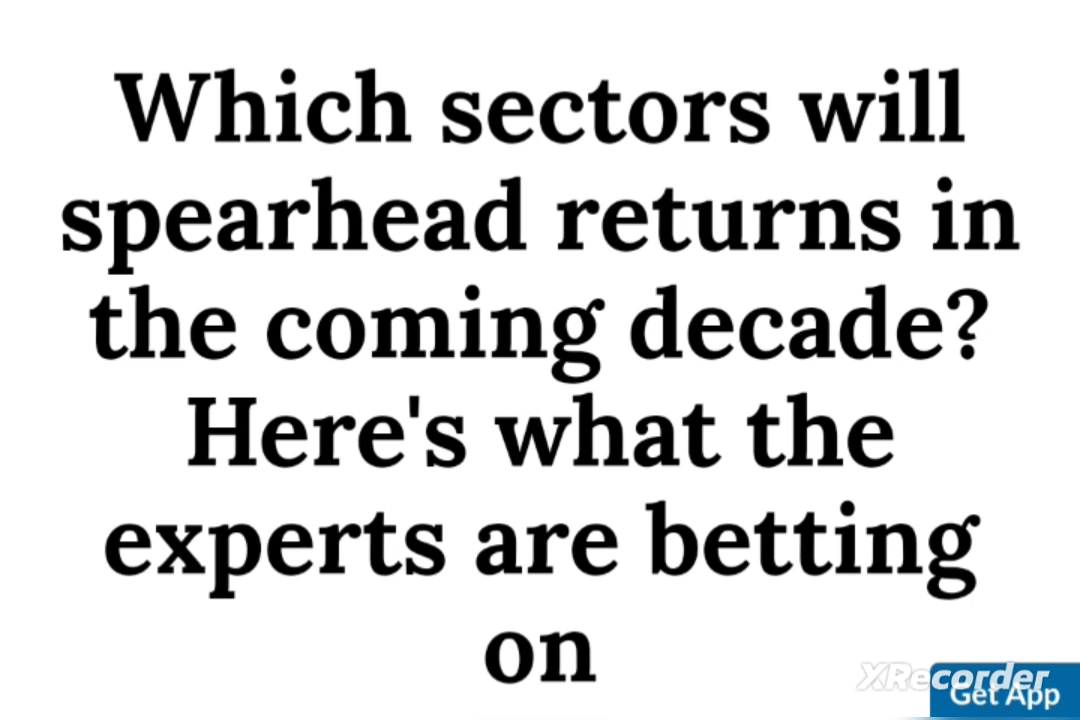 Which sectors will
spearhead returns in
the coming decade?
Here's what the
experts are betting
on
XRecorder
Get App